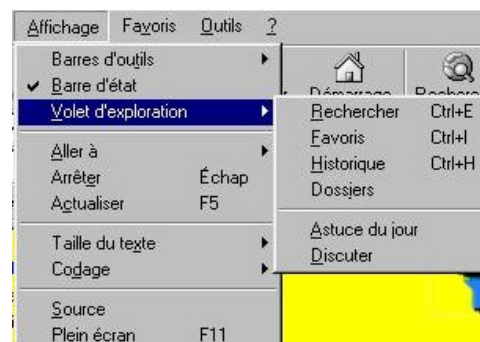 Affichage Favoris Outils ?
Barres d'outils
Barre d'état
Volet d'exploration
Aller à
Arrêter Échap
Actualiser F5
Taille du texte
Codage
Source
Plein écran F11
Démarrage
Rechercher Ctrl+E
Favoris Ctrl+I
Historique Ctrl+H
Dossiers
Astuce du jour
Discuter